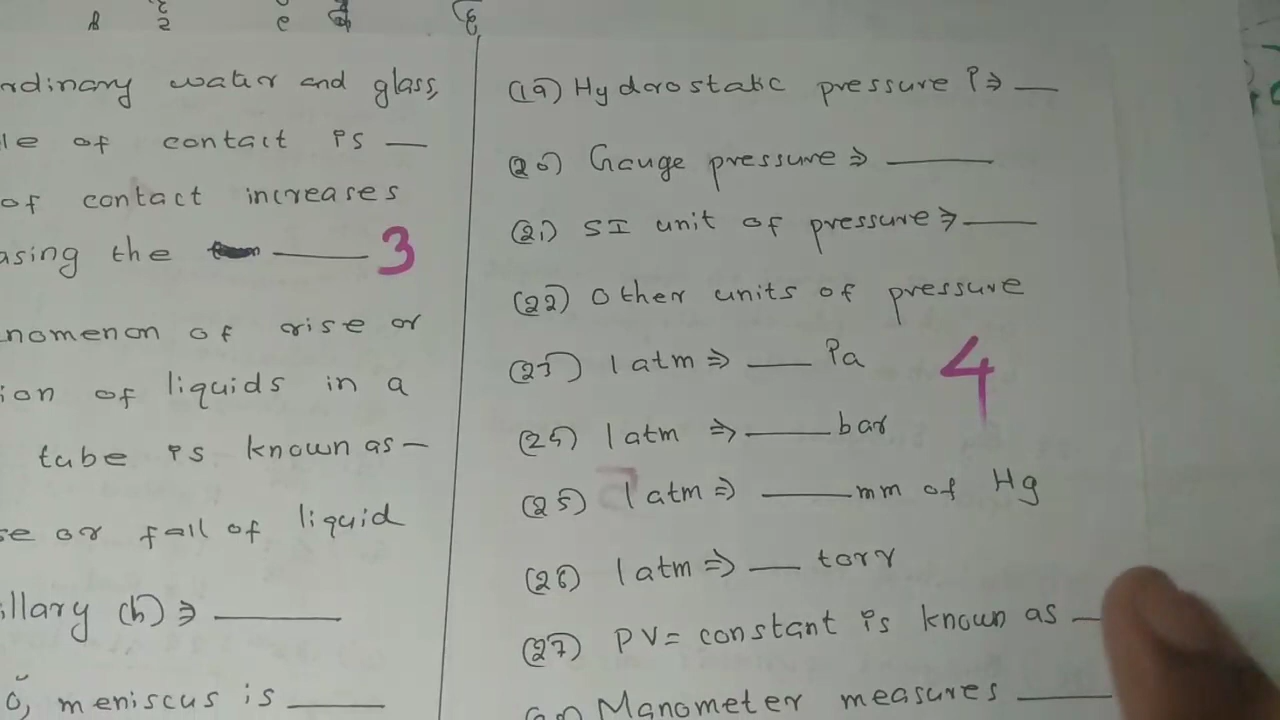 rdinary water and glass,
le of contact is —
of contact increases
asing the ——— 3
nomenon of rise or
ion of liquids in a
tube is known as —
se or fall of liquid
illary (h) ⇒ ———
meniscus is ———
(19) Hydrostatic pressure P ⇒ —
(20) Gauge pressure ⇒ ———
(21) SI unit of pressure ⇒ ———
(22) Other units of pressure
(23) 1 atm ⇒ —— Pa
4
(24) 1 atm ⇒ ——— bar
(25) 1 atm ⇒ ——— mm of Hg
(26) 1 atm ⇒ —— torr
(27) PV = constant is known as —
Manometer measures ———